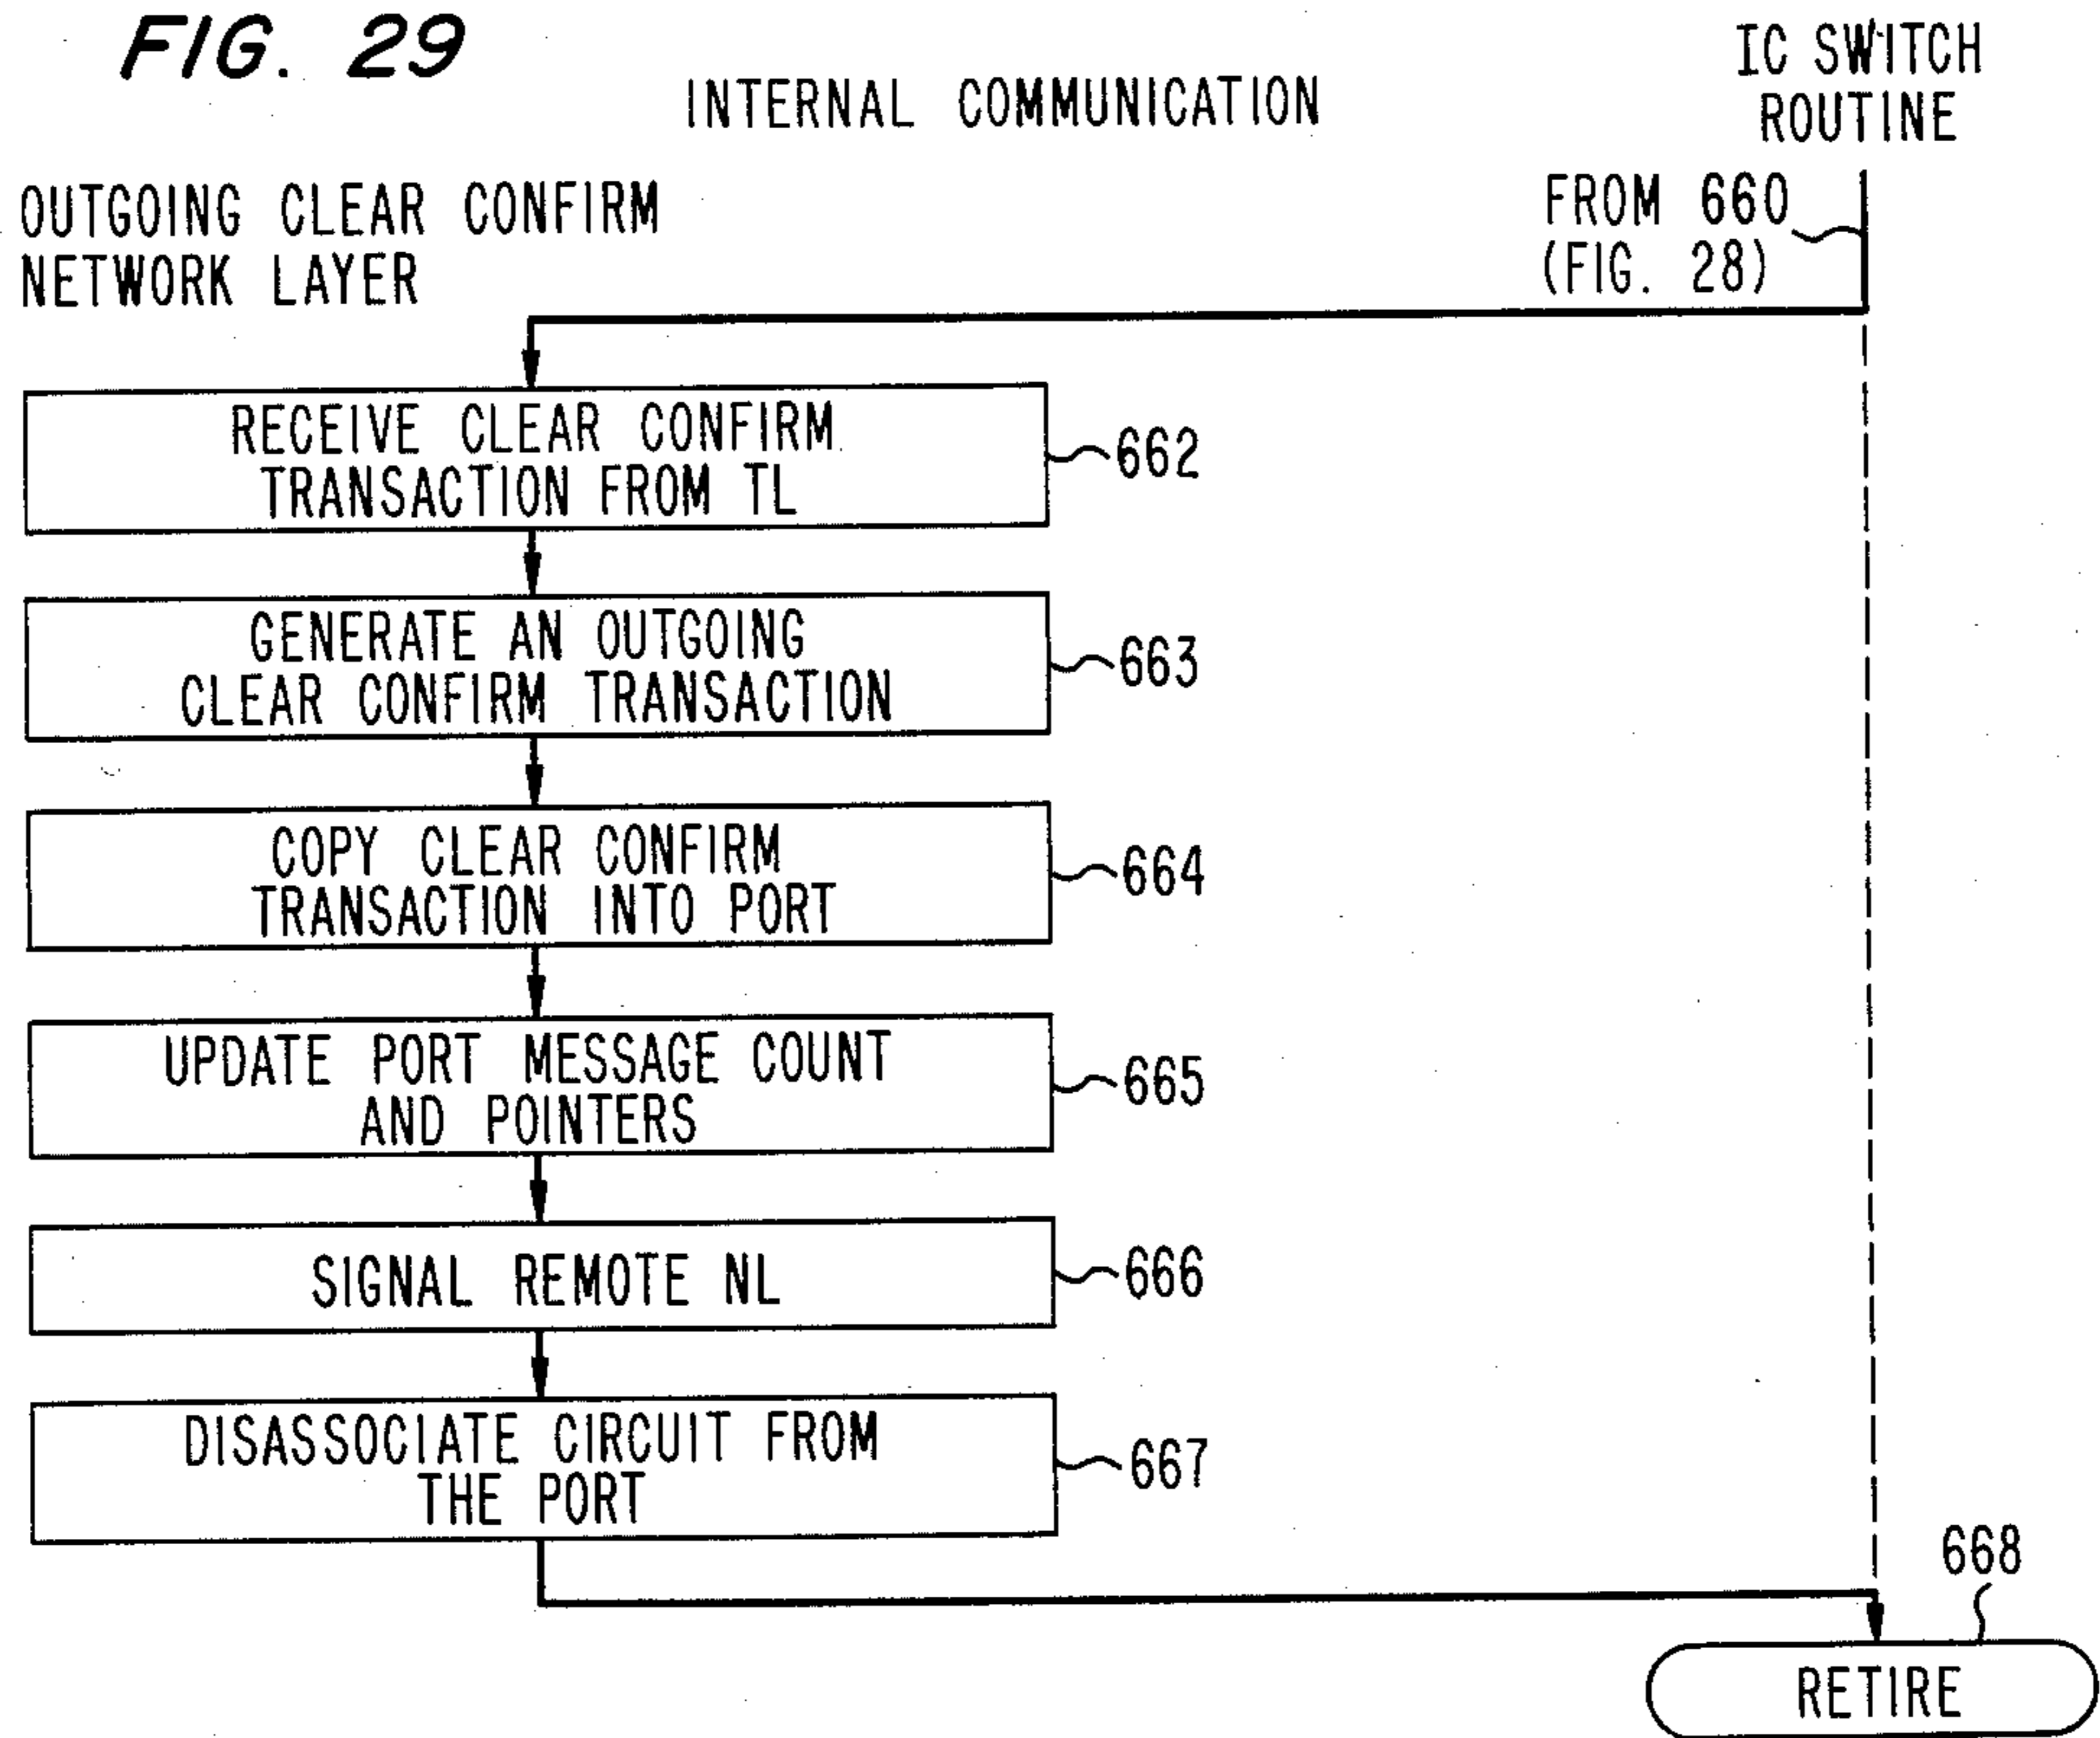 FIG. 29
INTERNAL COMMUNICATION
IC SWITCH
ROUTINE
OUTGOING CLEAR CONFIRM
NETWORK LAYER
FROM 660
(FIG. 28)
RECEIVE CLEAR CONFIRM
TRANSACTION FROM TL
662
GENERATE AN OUTGOING
CLEAR CONFIRM TRANSACTION
663
COPY CLEAR CONFIRM
TRANSACTION INTO PORT
664
UPDATE PORT MESSAGE COUNT
AND POINTERS
665
SIGNAL REMOTE NL
666
DISASSOCIATE CIRCUIT FROM
THE PORT
667
668
RETIRE